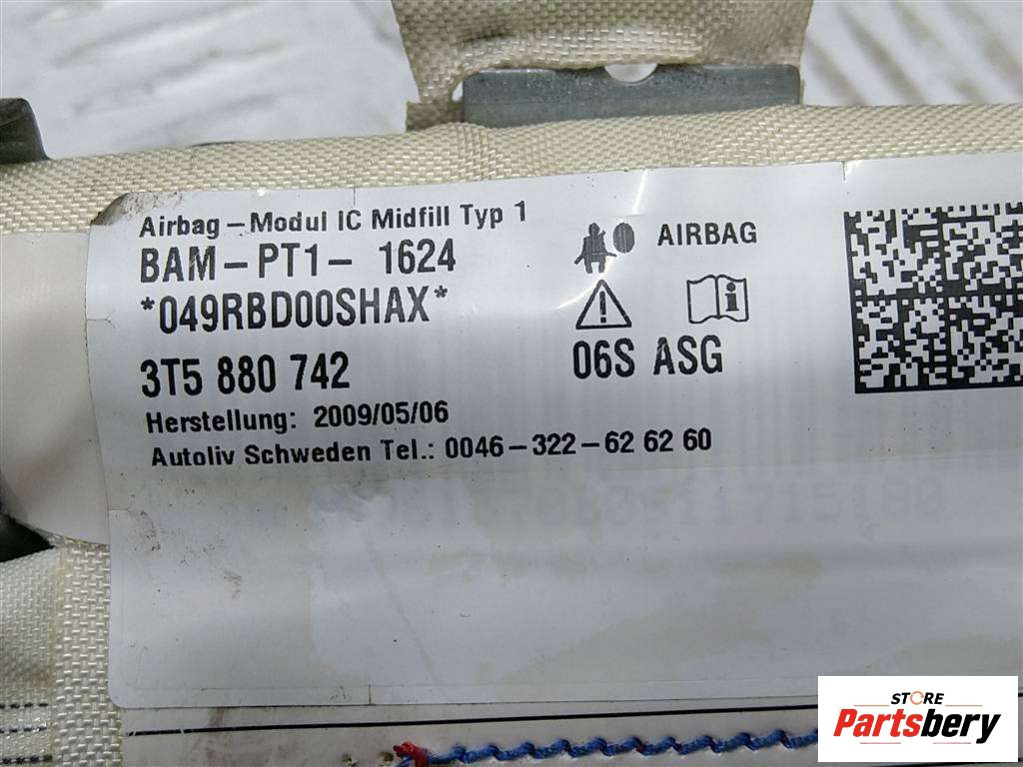 Airbag – Modul IC Midfill Typ 1
BAM – PT1 – 1624
*049RBD00SHAX*
3T5 880 742
Herstellung: 2009/05/06
Autoliv Schweden Tel.: 0046 – 322 – 62 62 60
AIRBAG
06S ASG
STORE
Partsbery